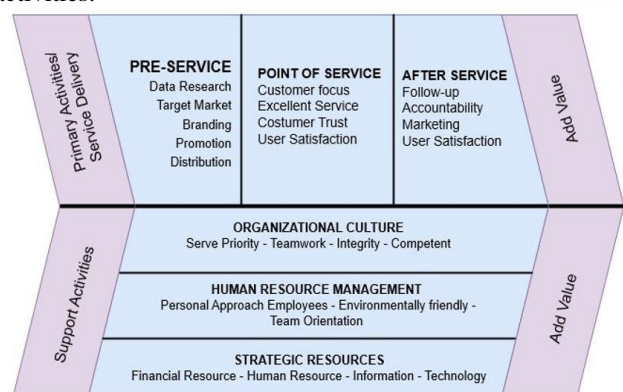 Primary Activities/
Service Delivery
PRE-SERVICE
Data Research
Target Market
Branding
Promotion
Distribution
POINT OF SERVICE
Customer focus
Excellent Service
Costumer Trust
User Satisfaction
AFTER SERVICE
Follow-up
Accountability
Marketing
User Satisfaction
Add Value
Support Activities
ORGANIZATIONAL CULTURE
Serve Priority - Teamwork - Integrity - Competent
HUMAN RESOURCE MANAGEMENT
Personal Approach Employees - Environmentally friendly -
Team Orientation
STRATEGIC RESOURCES
Financial Resource - Human Resource - Information - Technology
Add Value